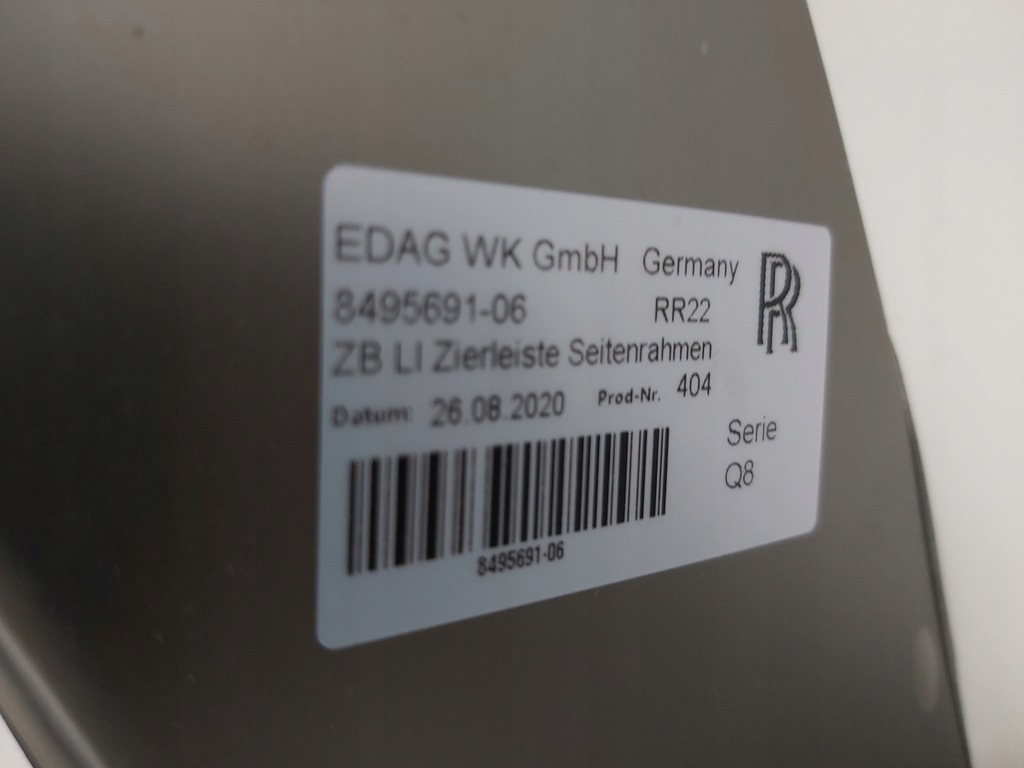 EDAG WK GmbH Germany
8495691-06 RR22
ZB LI Zierleiste Seitenrahmen
Datum: 26.08.2020 Prod-Nr. 404
RR
Serie
Q8
8495691-06